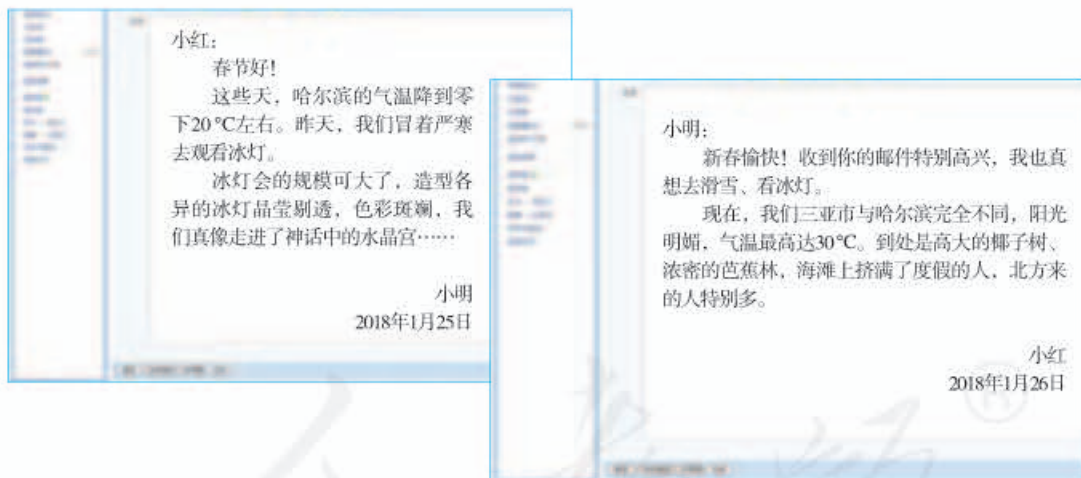 小红：
春节好！
这些天，哈尔滨的气温降到零
下20°C左右。昨天，我们冒着严寒
去观看冰灯。
冰灯会的规模可大了，造型各
异的冰灯晶莹剔透，色彩斑斓，我
们真像走进了神话中的水晶宫……
小明
2018年1月25日
小明：
新春愉快！收到你的邮件特别高兴，我也真
想去滑雪、看冰灯。
现在，我们三亚市与哈尔滨完全不同，阳光
明媚，气温最高达30°C。到处是高大的椰子树、
浓密的芭蕉林，海滩上挤满了度假的人，北方来
的人特别多。
小红
2018年1月26日